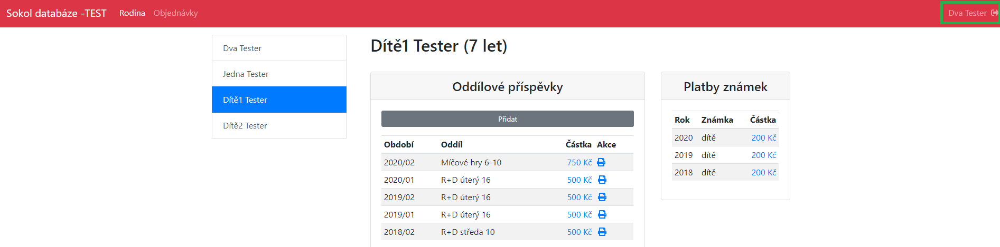 Sokol databáze -TEST Rodina Objednávky Dva Tester
Dva Tester
Jedna Tester
Dítě1 Tester
Dítě2 Tester
Dítě1 Tester (7 let)
Oddílové příspěvky
Přidat
Období Oddíl Částka Akce
2020/02 Míčové hry 6-10 750 Kč
2020/01 R+D úterý 16 500 Kč
2019/02 R+D úterý 16 500 Kč
2019/01 R+D úterý 16 500 Kč
2018/02 R+D středa 10 500 Kč
Platby známek
Rok Známka Částka
2020 dítě 200 Kč
2019 dítě 200 Kč
2018 dítě 200 Kč